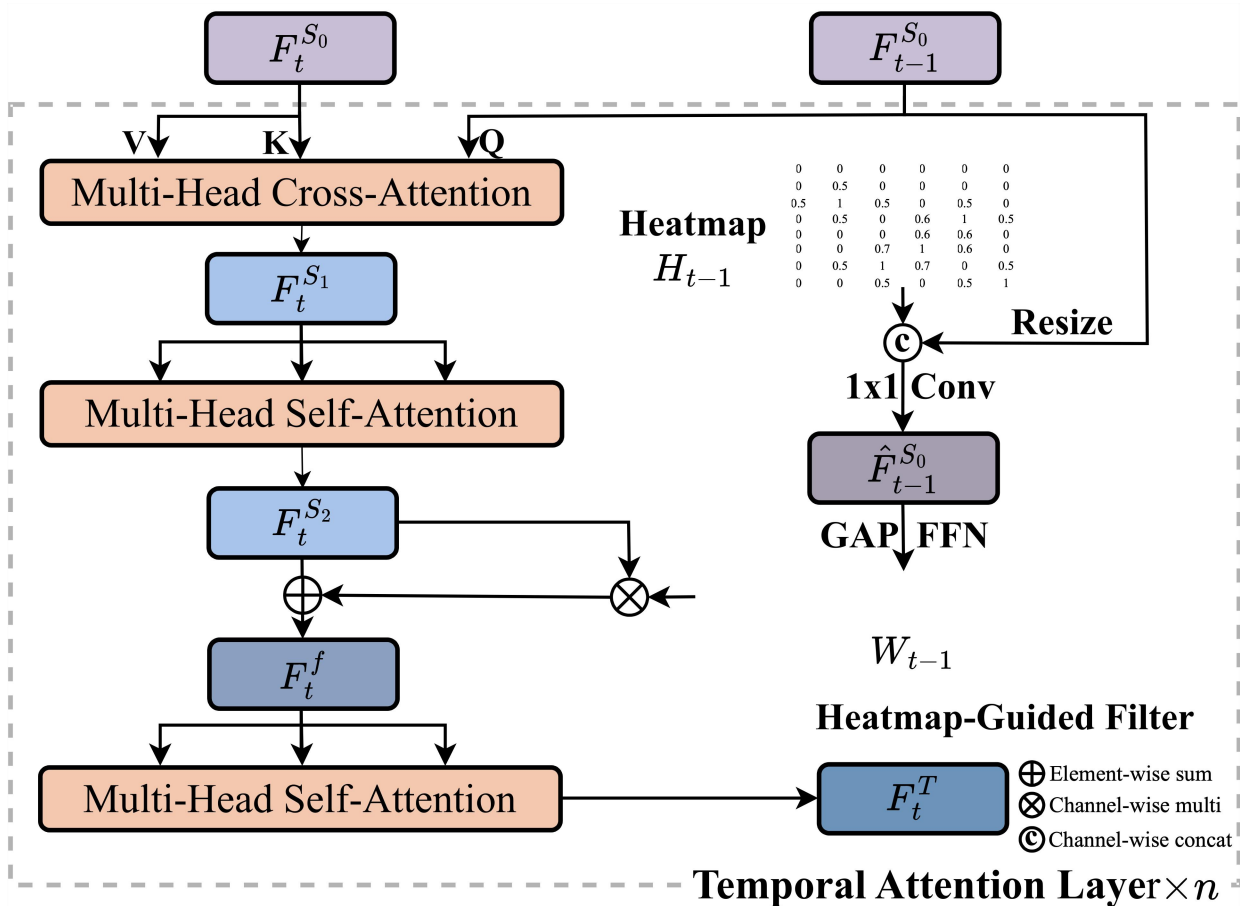 F_t^{S_0}
F_{t-1}^{S_0}
V K Q
Multi-Head Cross-Attention
0 0 0 0 0 0
0 0.5 0 0 0 0
0.5 1 0.5 0 0.5 0
0 0.5 0 0.6 1 0.5
0 0 0 0.6 0.6 0
0 0 0.7 1 0.6 0
0 0.5 1 0.7 0 0.5
0 0 0.5 0 0.5 1
Heatmap
H_{t-1}
F_t^{S_1}
Resize
c
1x1 Conv
Multi-Head Self-Attention
\hat{F}_{t-1}^{S_0}
F_t^{S_2}
GAP FFN
W_{t-1}
F_t^f
Heatmap-Guided Filter
Multi-Head Self-Attention
F_t^T
Element-wise sum
Channel-wise multi
c Channel-wise concat
Temporal Attention Layer×n